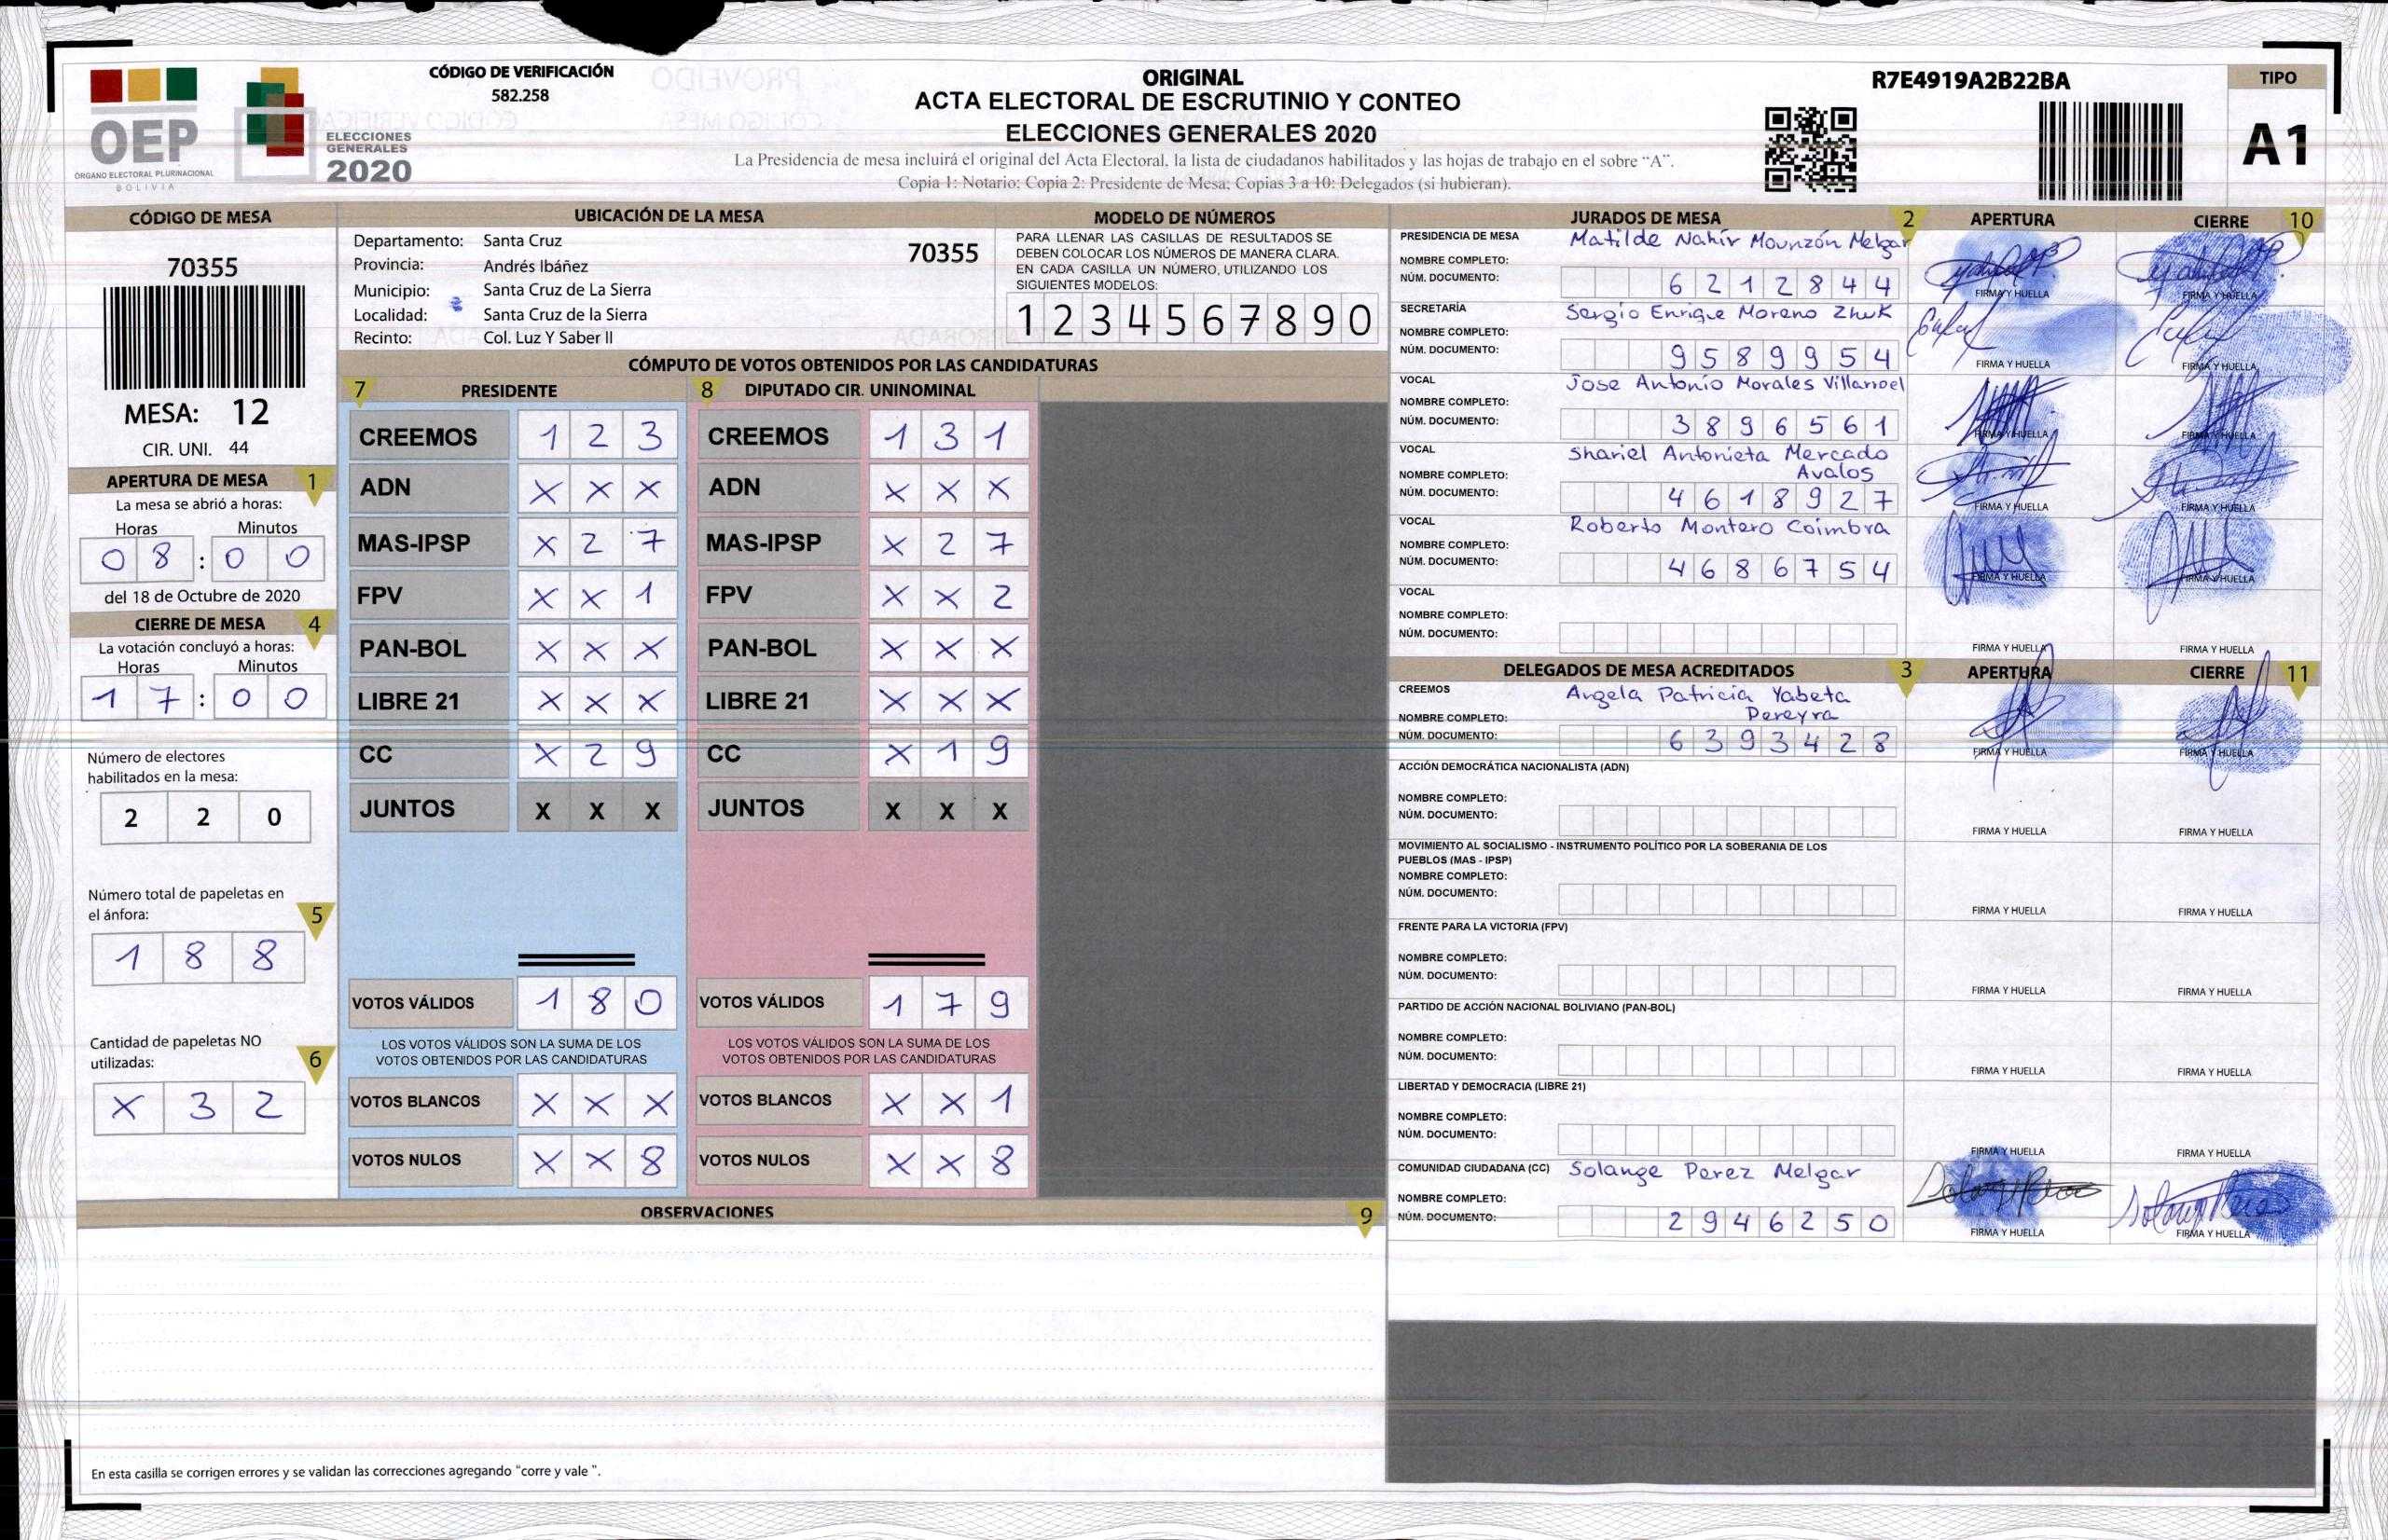 CÓDIGO DE VERIFICACIÓN
582.258
OEP
ÓRGANO ELECTORAL PLURINACIONAL
BOLIVIA
ELECCIONES
GENERALES
2020
ORIGINAL
ACTA ELECTORAL DE ESCRUTINIO Y CONTEO
ELECCIONES GENERALES 2020
La Presidencia de mesa incluirá el original del Acta Electoral, la lista de ciudadanos habilitados y las hojas de trabajo en el sobre “A”.
Copia 1: Notario; Copia 2: Presidente de Mesa; Copias 3 a 10: Delegados (si hubieran).
R7E4919A2B22BA
TIPO
A1
CÓDIGO DE MESA
70355
MESA: 12
CIR. UNI. 44
APERTURA DE MESA 1
La mesa se abrió a horas:
Horas Minutos
0 8 : 0 0
del 18 de Octubre de 2020
CIERRE DE MESA 4
La votación concluyó a horas:
Horas Minutos
1 7 : 0 0
Número de electores
habilitados en la mesa:
2 2 0
Número total de papeletas en
el ánfora: 5
1 8 8
Cantidad de papeletas NO
utilizadas: 6
X 3 2
UBICACIÓN DE LA MESA
Departamento: Santa Cruz 70355
Provincia: Andrés Ibáñez
Municipio: Santa Cruz de La Sierra
Localidad: Santa Cruz de la Sierra
Recinto: Col. Luz Y Saber II
MODELO DE NÚMEROS
PARA LLENAR LAS CASILLAS DE RESULTADOS SE
DEBEN COLOCAR LOS NÚMEROS DE MANERA CLARA.
EN CADA CASILLA UN NÚMERO, UTILIZANDO LOS
SIGUIENTES MODELOS:
1 2 3 4 5 6 7 8 9 0
CÓMPUTO DE VOTOS OBTENIDOS POR LAS CANDIDATURAS
7 PRESIDENTE
CREEMOS 1 2 3
ADN X X X
MAS-IPSP X 2 7
FPV X X 1
PAN-BOL X X X
LIBRE 21 X X X
CC X 2 9
JUNTOS X X X
VOTOS VÁLIDOS 1 8 0
LOS VOTOS VÁLIDOS SON LA SUMA DE LOS
VOTOS OBTENIDOS POR LAS CANDIDATURAS
VOTOS BLANCOS X X X
VOTOS NULOS X X 8
8 DIPUTADO CIR. UNINOMINAL
CREEMOS 1 3 1
ADN X X X
MAS-IPSP X 2 7
FPV X X 2
PAN-BOL X X X
LIBRE 21 X X X
CC X 1 9
JUNTOS X X X
VOTOS VÁLIDOS 1 7 9
LOS VOTOS VÁLIDOS SON LA SUMA DE LOS
VOTOS OBTENIDOS POR LAS CANDIDATURAS
VOTOS BLANCOS X X 1
VOTOS NULOS X X 8
OBSERVACIONES 9
En esta casilla se corrigen errores y se validan las correcciones agregando “corre y vale ”.
JURADOS DE MESA 2 APERTURA CIERRE 10
PRESIDENCIA DE MESA Matilde Nahir Mounzón Melgar
NOMBRE COMPLETO:
NÚM. DOCUMENTO: 6 2 1 2 8 4 4
FIRMA Y HUELLA FIRMA Y HUELLA
SECRETARÍA Sergio Enrique Moreno Zhuk
NOMBRE COMPLETO:
NÚM. DOCUMENTO: 9 5 8 9 9 5 4
FIRMA Y HUELLA FIRMA Y HUELLA
VOCAL Jose Antonio Morales Villarroel
NOMBRE COMPLETO:
NÚM. DOCUMENTO: 3 8 9 6 5 6 1
FIRMA Y HUELLA FIRMA Y HUELLA
VOCAL Shariel Antonieta Mercado
NOMBRE COMPLETO: Avalos
NÚM. DOCUMENTO: 4 6 1 8 9 2 7
FIRMA Y HUELLA FIRMA Y HUELLA
VOCAL Roberto Montero Coimbra
NOMBRE COMPLETO:
NÚM. DOCUMENTO: 4 6 8 6 7 5 4
FIRMA Y HUELLA FIRMA Y HUELLA
VOCAL
NOMBRE COMPLETO:
NÚM. DOCUMENTO:
FIRMA Y HUELLA FIRMA Y HUELLA
DELEGADOS DE MESA ACREDITADOS 3 APERTURA CIERRE 11
CREEMOS Angela Patricia Yabeta
NOMBRE COMPLETO: Pereyra
NÚM. DOCUMENTO: 6 3 9 3 4 2 8
FIRMA Y HUELLA FIRMA Y HUELLA
ACCIÓN DEMOCRÁTICA NACIONALISTA (ADN)
NOMBRE COMPLETO:
NÚM. DOCUMENTO:
FIRMA Y HUELLA FIRMA Y HUELLA
MOVIMIENTO AL SOCIALISMO - INSTRUMENTO POLÍTICO POR LA SOBERANIA DE LOS
PUEBLOS (MAS - IPSP)
NOMBRE COMPLETO:
NÚM. DOCUMENTO:
FIRMA Y HUELLA FIRMA Y HUELLA
FRENTE PARA LA VICTORIA (FPV)
NOMBRE COMPLETO:
NÚM. DOCUMENTO:
FIRMA Y HUELLA FIRMA Y HUELLA
PARTIDO DE ACCIÓN NACIONAL BOLIVIANO (PAN-BOL)
NOMBRE COMPLETO:
NÚM. DOCUMENTO:
FIRMA Y HUELLA FIRMA Y HUELLA
LIBERTAD Y DEMOCRACIA (LIBRE 21)
NOMBRE COMPLETO:
NÚM. DOCUMENTO:
FIRMA Y HUELLA FIRMA Y HUELLA
COMUNIDAD CIUDADANA (CC) Solange Perez Melgar
NOMBRE COMPLETO:
NÚM. DOCUMENTO: 2 9 4 6 2 5 0
FIRMA Y HUELLA FIRMA Y HUELLA